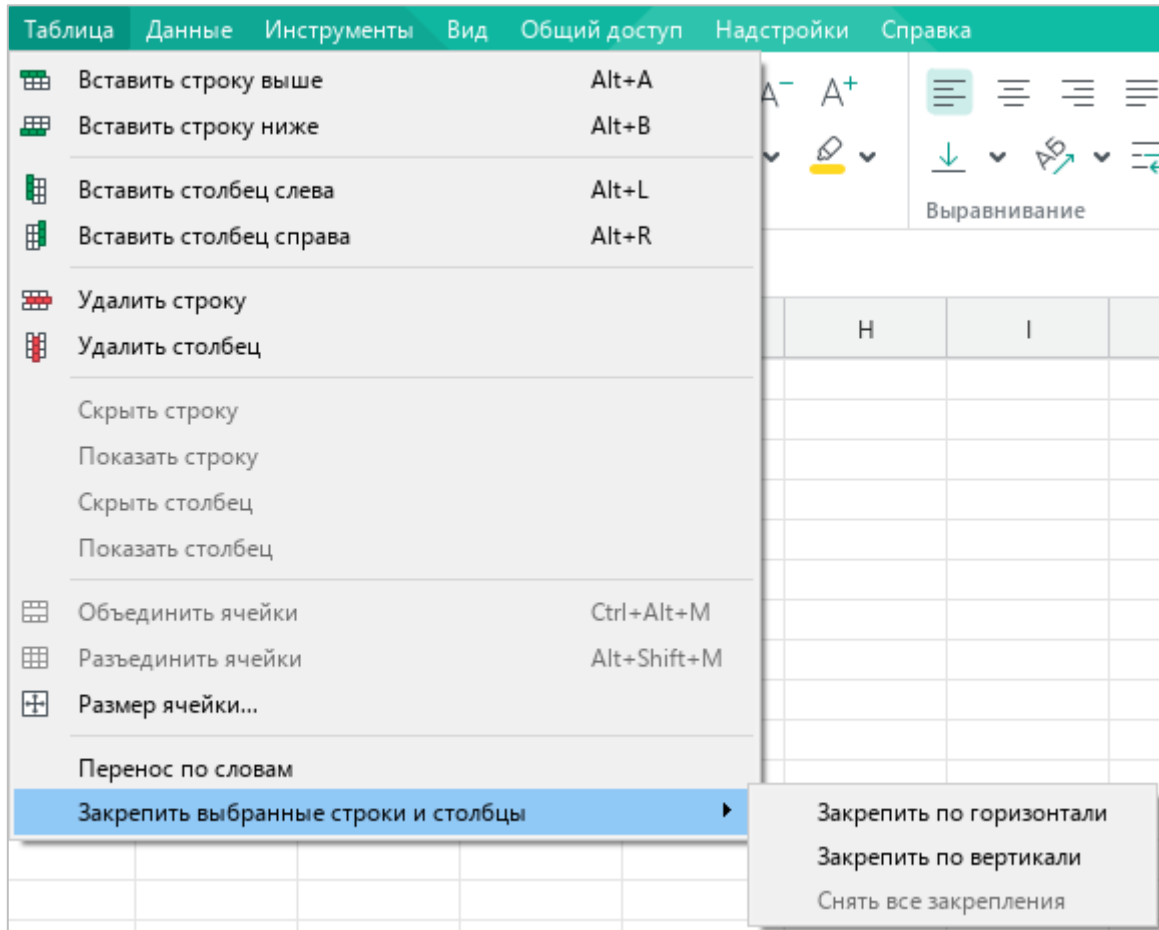 Таблица Данные Инструменты Вид Общий доступ Надстройки Справка
Вставить строку выше Alt+A
Вставить строку ниже Alt+B
Вставить столбец слева Alt+L
Вставить столбец справа Alt+R
Удалить строку
Удалить столбец
Скрыть строку
Показать строку
Скрыть столбец
Показать столбец
Объединить ячейки Ctrl+Alt+M
Разъединить ячейки Alt+Shift+M
Размер ячейки...
Перенос по словам
Закрепить выбранные строки и столбцы
Закрепить по горизонтали
Закрепить по вертикали
Снять все закрепления
A− A+
АБ
Выравнивание
H I